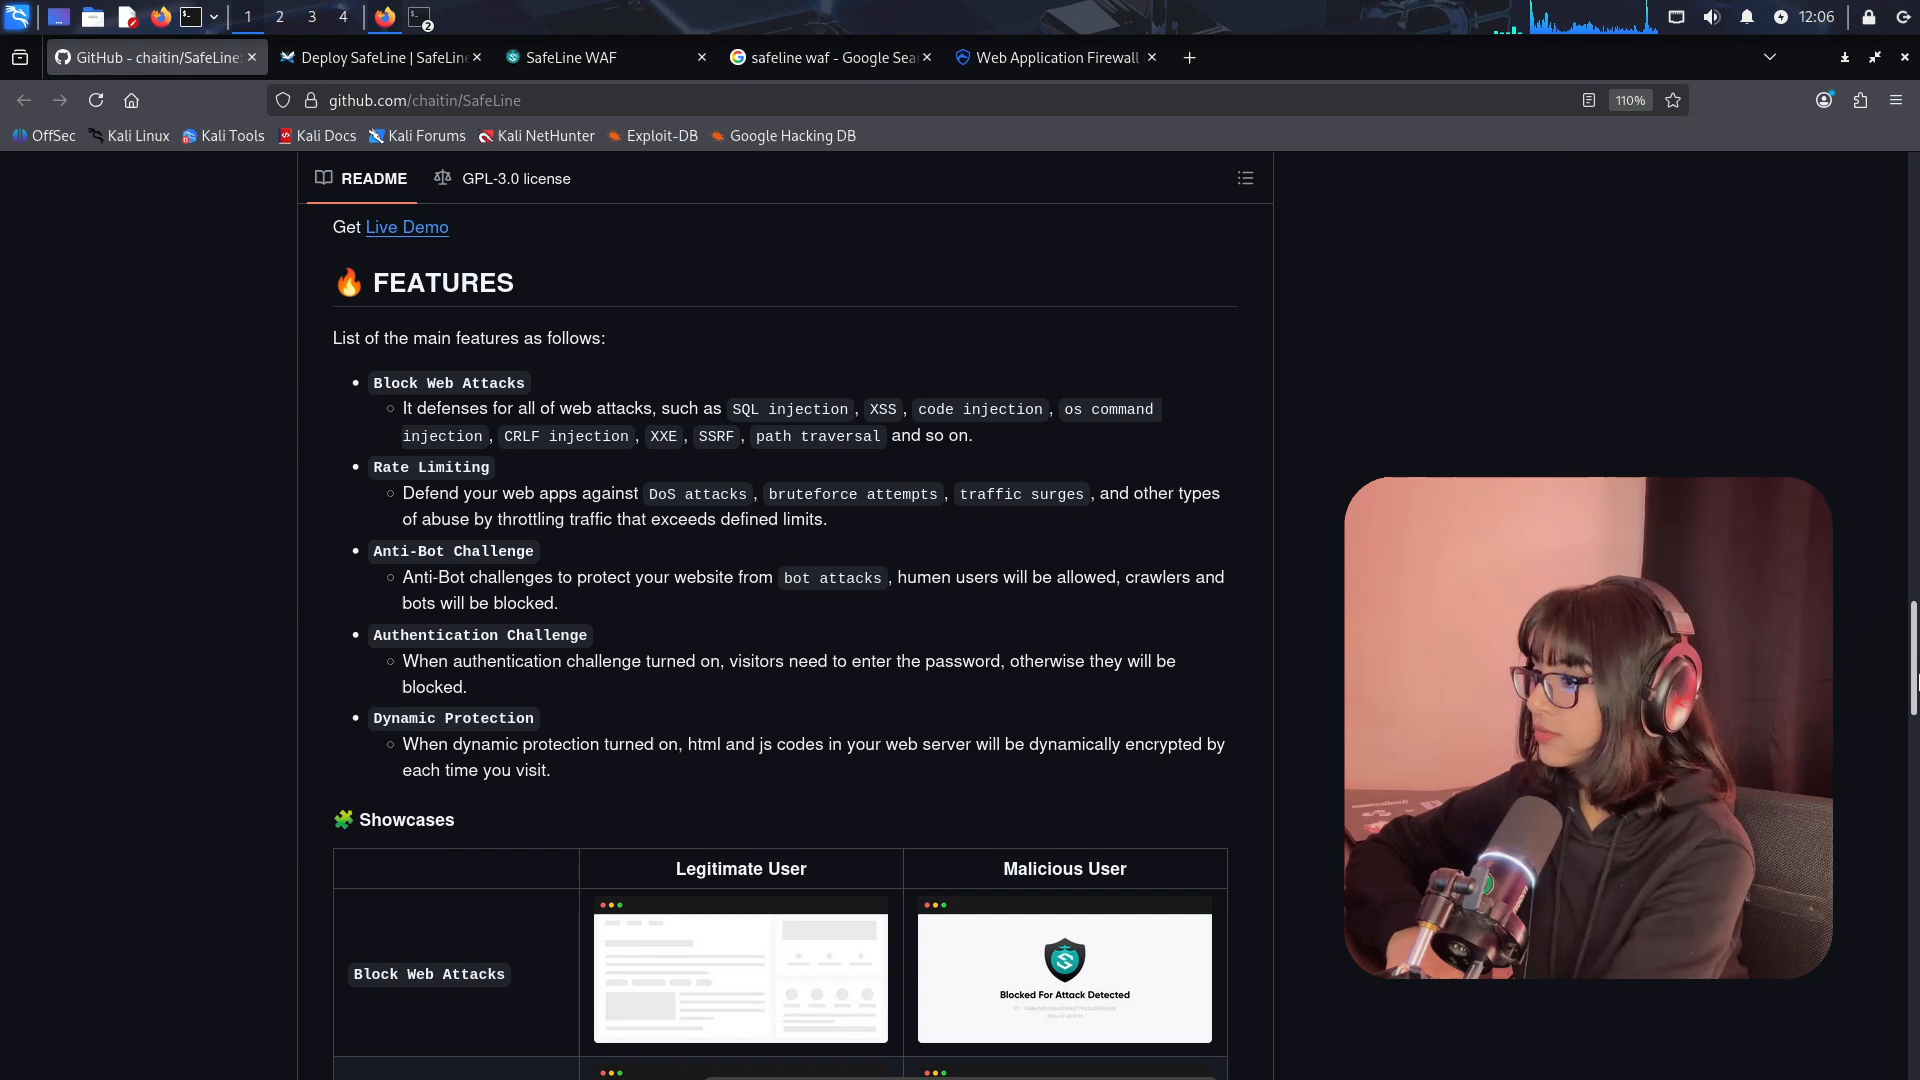 1
2
3
4
2
12:06
GitHub - chaitin/SafeLine:
Deploy SafeLine | SafeLine
SafeLine WAF
safeline waf - Google Sea
Web Application Firewall
github.com/chaitin/SafeLine
110%
OffSec
Kali Linux
Kali Tools
Kali Docs
Kali Forums
Kali NetHunter
Exploit-DB
Google Hacking DB
README
GPL-3.0 license
Get Live Demo
🔥 FEATURES
List of the main features as follows:
• Block Web Attacks
○ It defenses for all of web attacks, such as SQL injection, XSS, code injection, os command
injection, CRLF injection, XXE, SSRF, path traversal and so on.
• Rate Limiting
○ Defend your web apps against DoS attacks, bruteforce attempts, traffic surges, and other types
of abuse by throttling traffic that exceeds defined limits.
• Anti-Bot Challenge
○ Anti-Bot challenges to protect your website from bot attacks, humen users will be allowed, crawlers and
bots will be blocked.
• Authentication Challenge
○ When authentication challenge turned on, visitors need to enter the password, otherwise they will be
blocked.
• Dynamic Protection
○ When dynamic protection turned on, html and js codes in your web server will be dynamically encrypted by
each time you visit.
🧩 Showcases
Legitimate User
Malicious User
Block Web Attacks
Blocked For Attack Detected